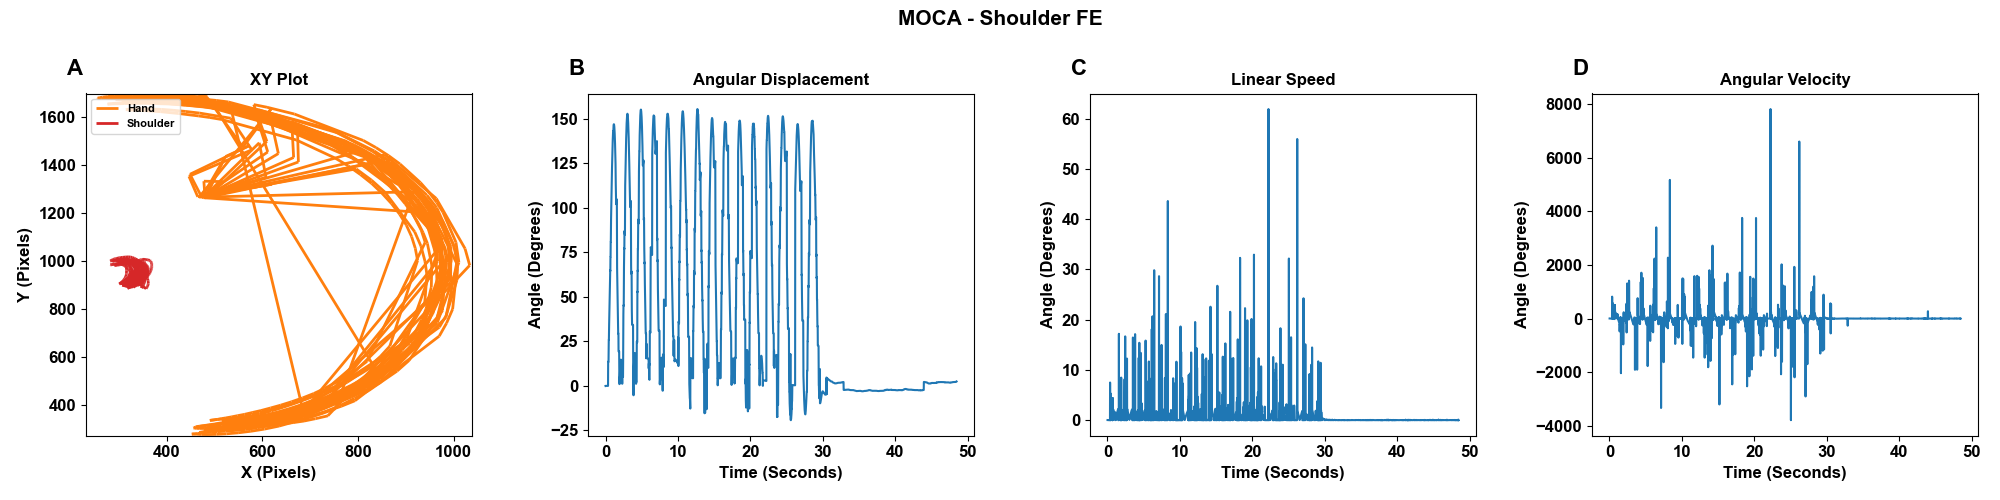 MOCA - Shoulder FE
A
XY Plot
Hand
Shoulder
1600
1400
1200
1000
800
600
400
400 600 800 1000
Y (Pixels)
X (Pixels)
B
Angular Displacement
150
125
100
75
50
25
0
−25
0 10 20 30 40 50
Angle (Degrees)
Time (Seconds)
C
Linear Speed
60
50
40
30
20
10
0
0 10 20 30 40 50
Angle (Degrees)
Time (Seconds)
D
Angular Velocity
8000
6000
4000
2000
0
−2000
−4000
0 10 20 30 40 50
Angle (Degrees)
Time (Seconds)